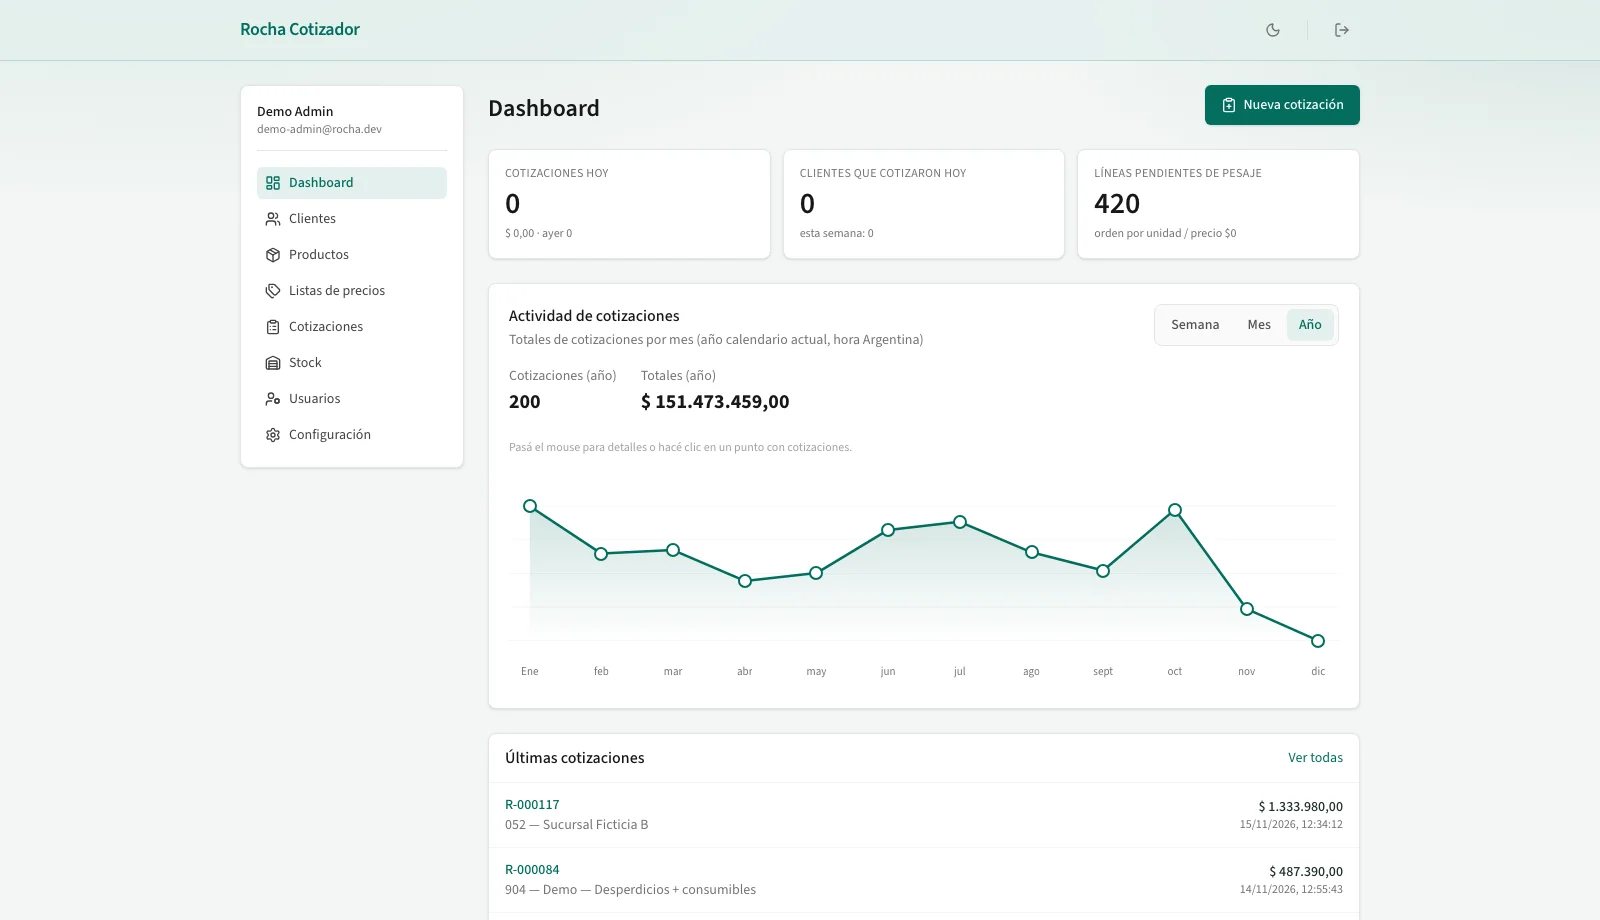 Rocha Cotizador
Demo Admin
demo-admin@rocha.dev
Dashboard
Clientes
Productos
Listas de precios
Cotizaciones
Stock
Usuarios
Configuración
Dashboard
Nueva cotización
COTIZACIONES HOY
0
$ 0,00 · ayer 0
CLIENTES QUE COTIZARON HOY
0
esta semana: 0
LÍNEAS PENDIENTES DE PESAJE
420
orden por unidad / precio $0
Actividad de cotizaciones
Totales de cotizaciones por mes (año calendario actual, hora Argentina)
Semana Mes Año
Cotizaciones (año) Totales (año)
200 $ 151.473.459,00
Pasá el mouse para detalles o hacé clic en un punto con cotizaciones.
Ene feb mar abr may jun jul ago sept oct nov dic
Últimas cotizaciones Ver todas
R-000117 $ 1.333.980,00
052 — Sucursal Ficticia B 15/11/2026, 12:34:12
R-000084 $ 487.390,00
904 — Demo — Desperdicios + consumibles 14/11/2026, 12:55:43